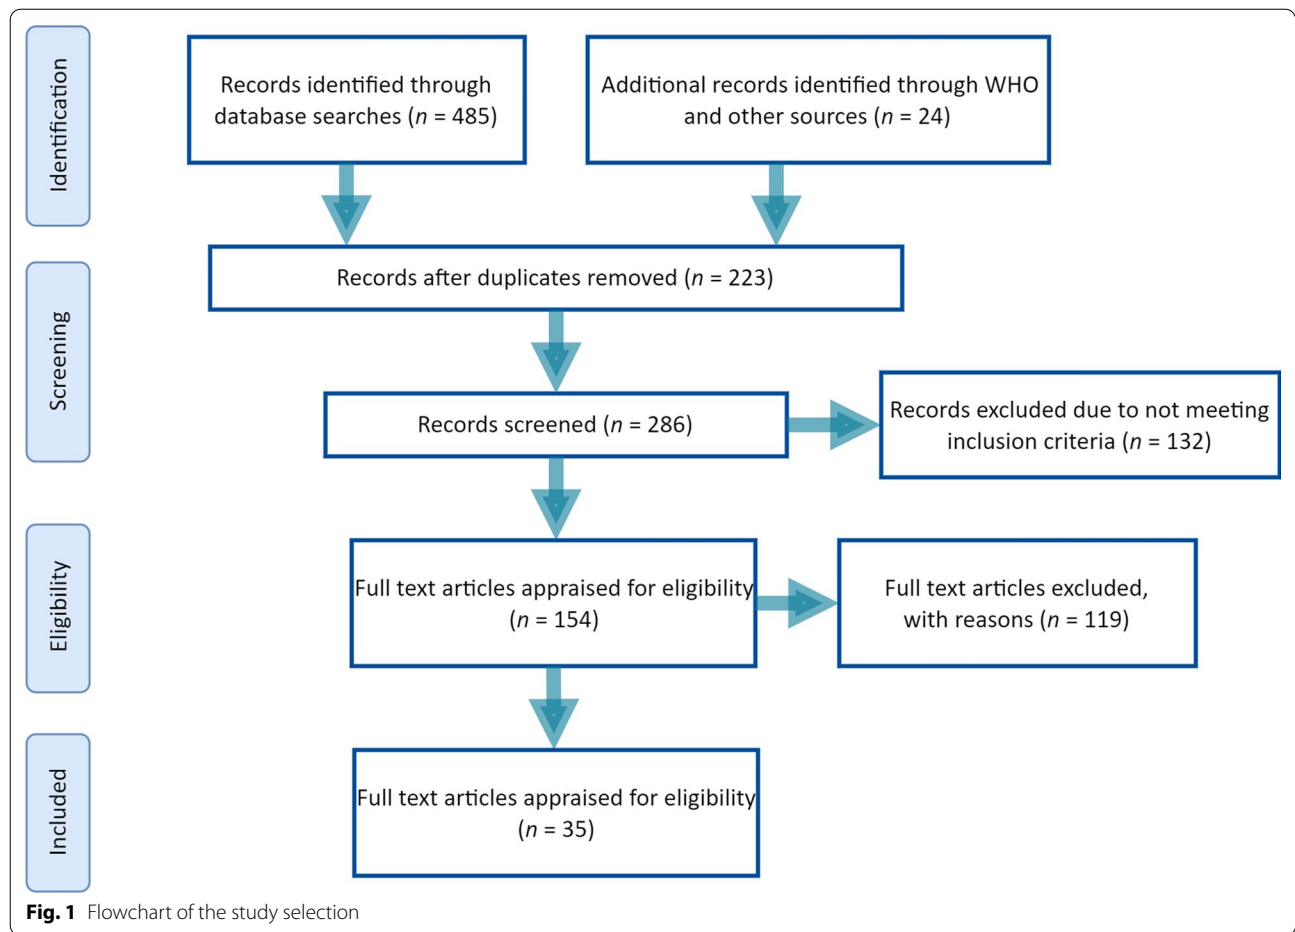 Identification
Records identified through
database searches (n = 485)
Additional records identified through WHO
and other sources (n = 24)
Screening
Records after duplicates removed (n = 223)
Records screened (n = 286)
Records excluded due to not meeting
inclusion criteria (n = 132)
Eligibility
Full text articles appraised for eligibility
(n = 154)
Full text articles excluded,
with reasons (n = 119)
Included
Full text articles appraised for eligibility
(n = 35)
Fig. 1 Flowchart of the study selection